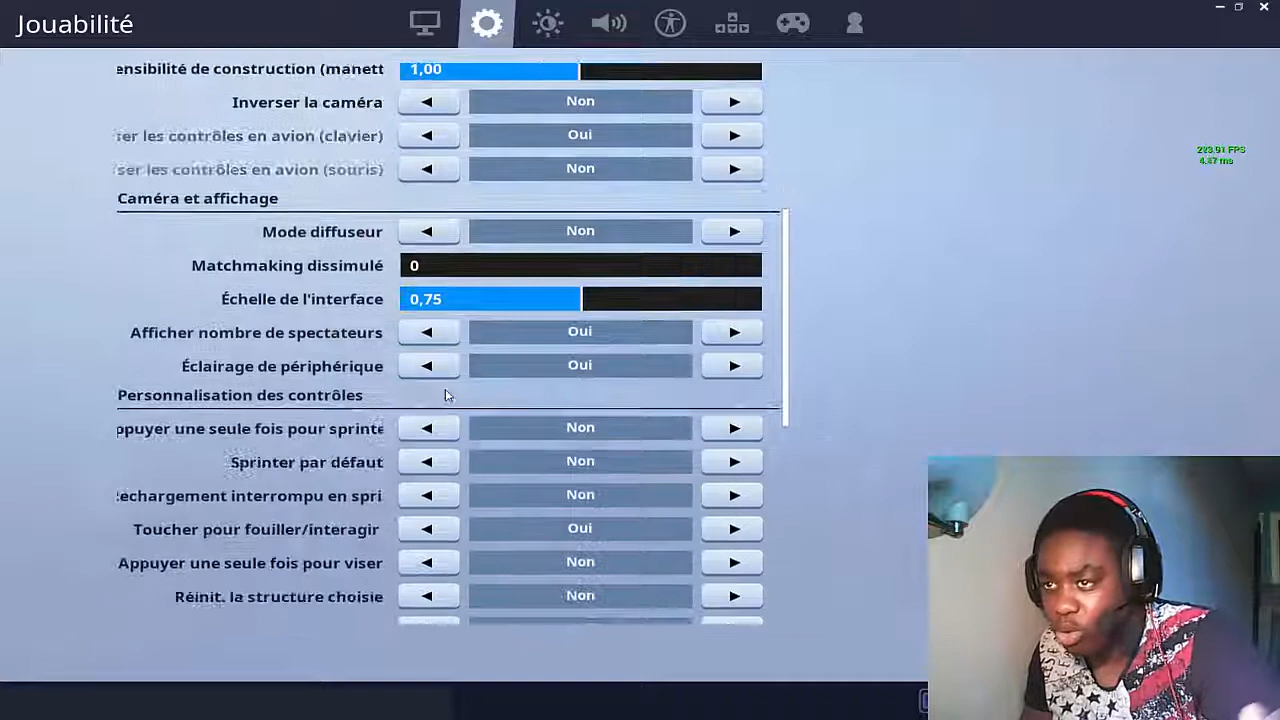 Jouabilité
ensibilité de construction (manett 1,00
Inverser la caméra Non
ser les contrôles en avion (clavier) Oui
ser les contrôles en avion (souris) Non
Caméra et affichage
Mode diffuseur Non
Matchmaking dissimulé 0
Échelle de l'interface 0,75
Afficher nombre de spectateurs Oui
Éclairage de périphérique Oui
Personnalisation des contrôles
ppuyer une seule fois pour sprinte Non
Sprinter par défaut Non
Rechargement interrompu en spri Non
Toucher pour fouiller/interagir Oui
Appuyer une seule fois pour viser Non
Réinit. la structure choisie Non
FPS
ms